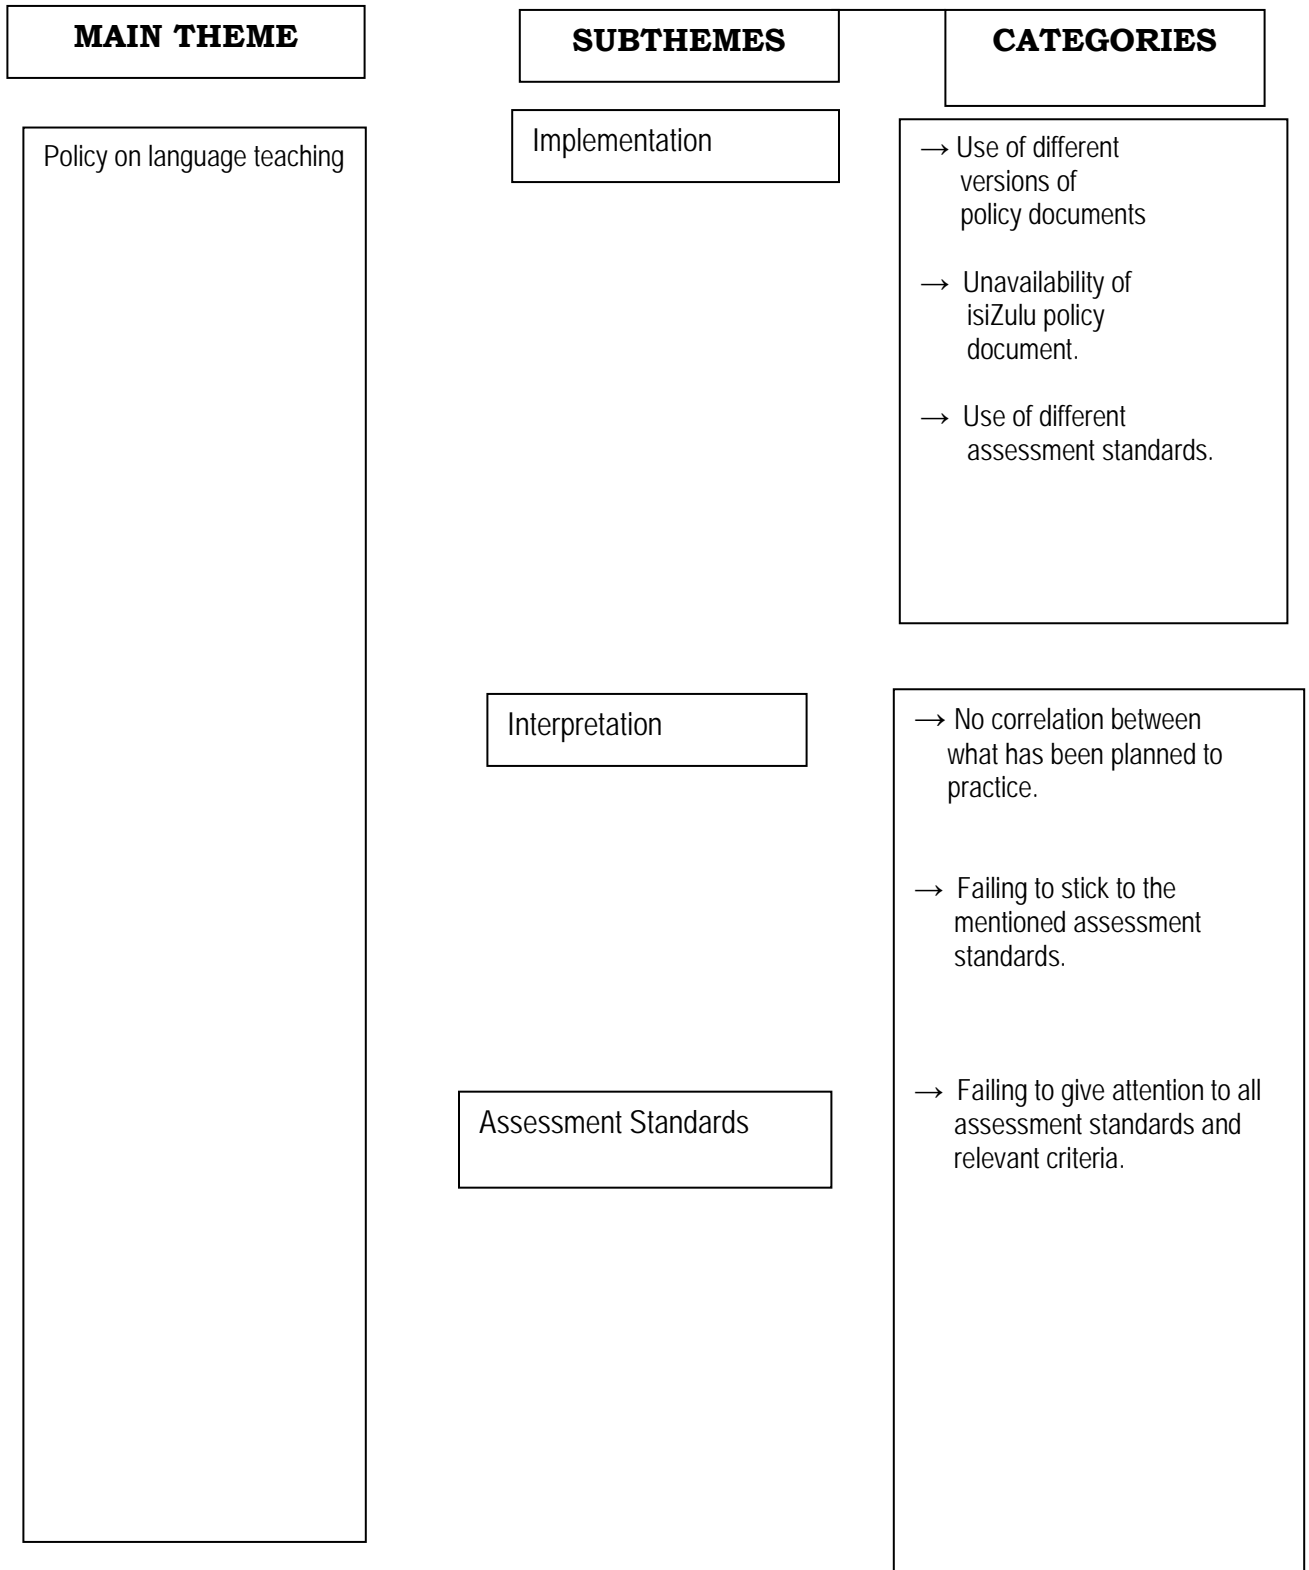 MAIN THEME
SUBTHEMES
CATEGORIES
Policy on language teaching
Implementation
→ Use of different
versions of
policy documents
→ Unavailability of
isiZulu policy
document.
→ Use of different
assessment standards.
Interpretation
→ No correlation between
what has been planned to
practice.
→ Failing to stick to the
mentioned assessment
standards.
Assessment Standards
→ Failing to give attention to all
assessment standards and
relevant criteria.